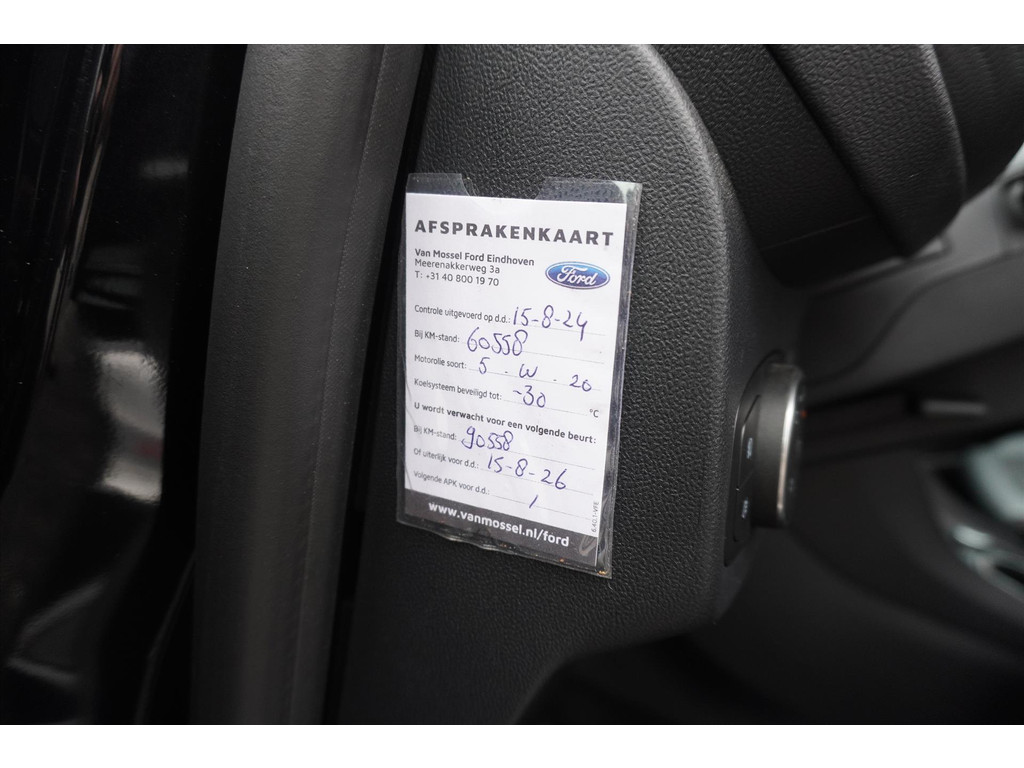 AFSPRAKENKAART
Van Mossel Ford Eindhoven
Meerenakkerweg 3a
T: +31 40 800 19 70
Ford
Controle uitgevoerd op d.d.: 15-8-24
Bij KM-stand: 60558
Motorolie soort: 5 . W . 20
Koelsysteem beveiligd tot: -30 °C
U wordt verwacht voor een volgende beurt:
Bij KM-stand: 90558
Of uiterlijk voor d.d.: 15-8-26
Volgende APK voor d.d.: /
www.vanmossel.nl/ford